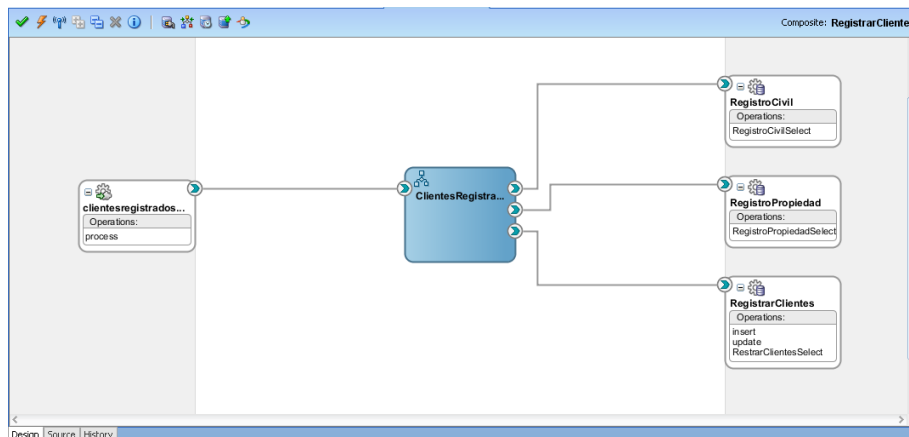 Composite: RegistrarCliente
RegistroCivil
Operations:
RegistroCivilSelect
clientesregistrados...
Operations:
process
ClientesRegistra...
RegistroPropiedad
Operations:
RegistroPropiedadSelect
RegistrarClientes
Operations:
insert
update
RestrarClientesSelect
Design Source History